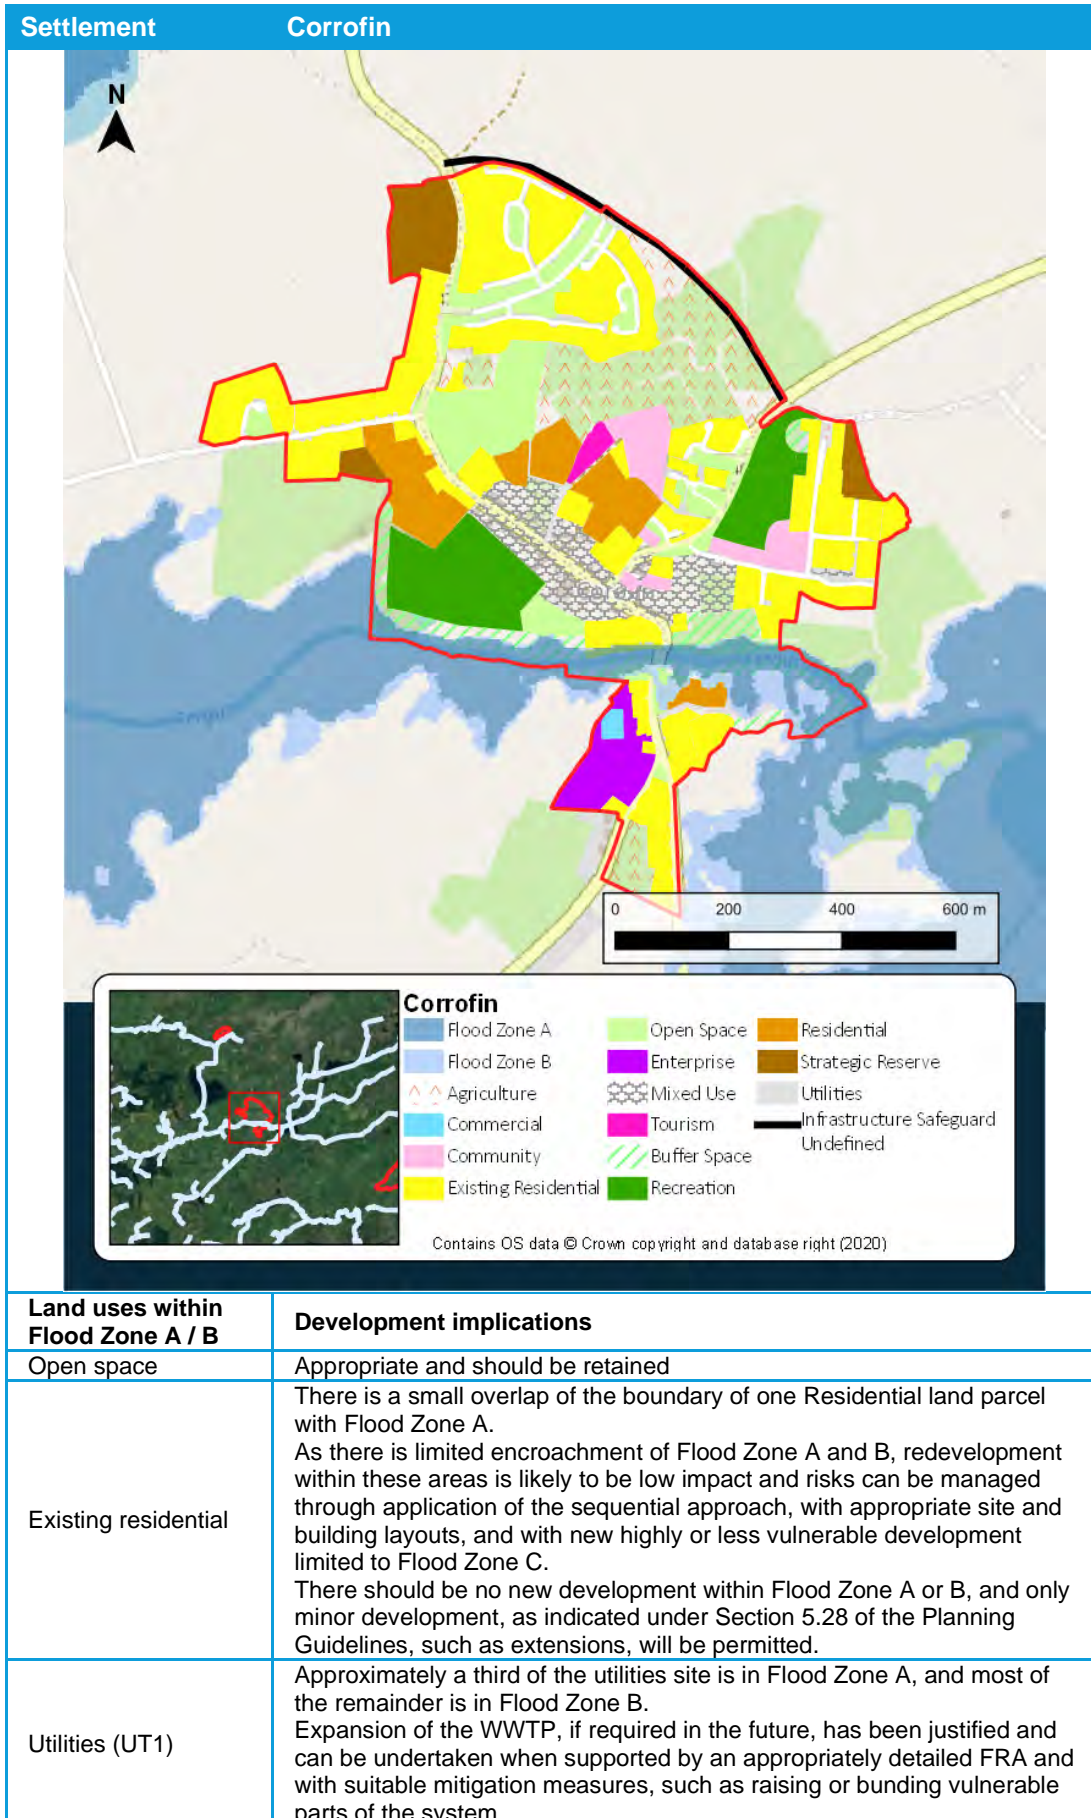 Settlement Corrofin
N
0 200 400 600 m
Corrofin
Flood Zone A Open Space Residential
Flood Zone B Enterprise Strategic Reserve
Agriculture Mixed Use Utilities
Commercial Tourism Infrastructure Safeguard
Community Buffer Space Undefined
Existing Residential Recreation
Contains OS data © Crown copyright and database right (2020)
Land uses within
Flood Zone A / B
Development implications
Open space Appropriate and should be retained
Existing residential
There is a small overlap of the boundary of one Residential land parcel
with Flood Zone A.
As there is limited encroachment of Flood Zone A and B, redevelopment
within these areas is likely to be low impact and risks can be managed
through application of the sequential approach, with appropriate site and
building layouts, and with new highly or less vulnerable development
limited to Flood Zone C.
There should be no new development within Flood Zone A or B, and only
minor development, as indicated under Section 5.28 of the Planning
Guidelines, such as extensions, will be permitted.
Utilities (UT1)
Approximately a third of the utilities site is in Flood Zone A, and most of
the remainder is in Flood Zone B.
Expansion of the WWTP, if required in the future, has been justified and
can be undertaken when supported by an appropriately detailed FRA and
with suitable mitigation measures, such as raising or bunding vulnerable
parts of the system